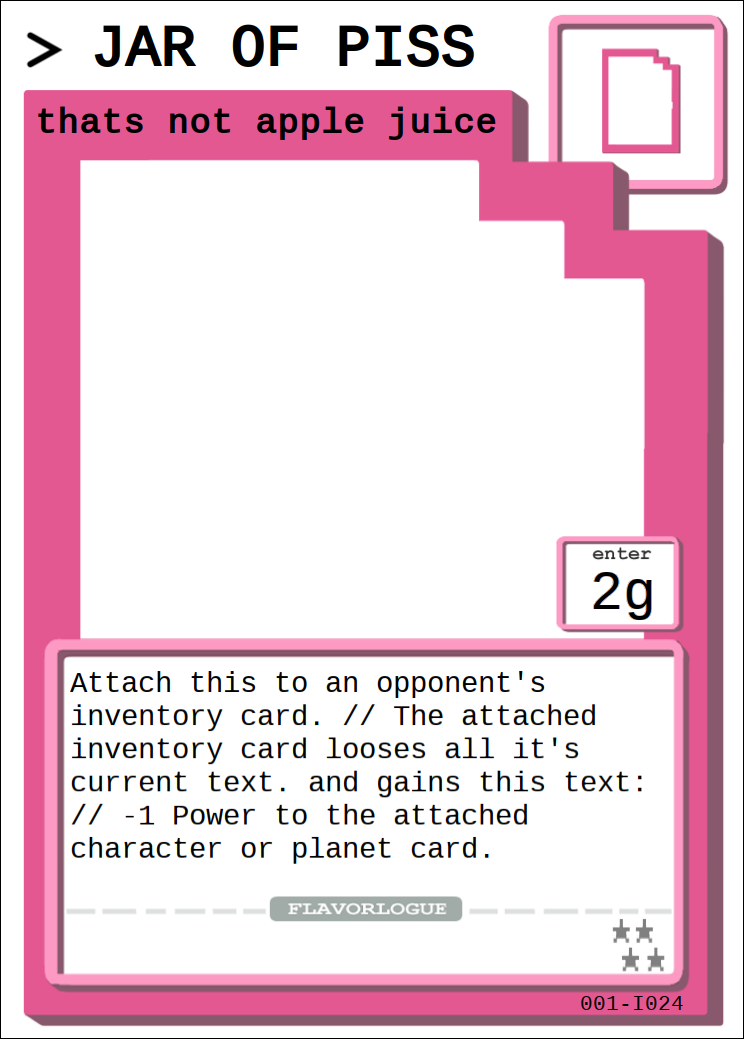 > JAR OF PISS
thats not apple juice
enter
2g
Attach this to an opponent's
inventory card. // The attached
inventory card looses all it's
current text. and gains this text:
// -1 Power to the attached
character or planet card.
FLAVORLOGUE
001-I024